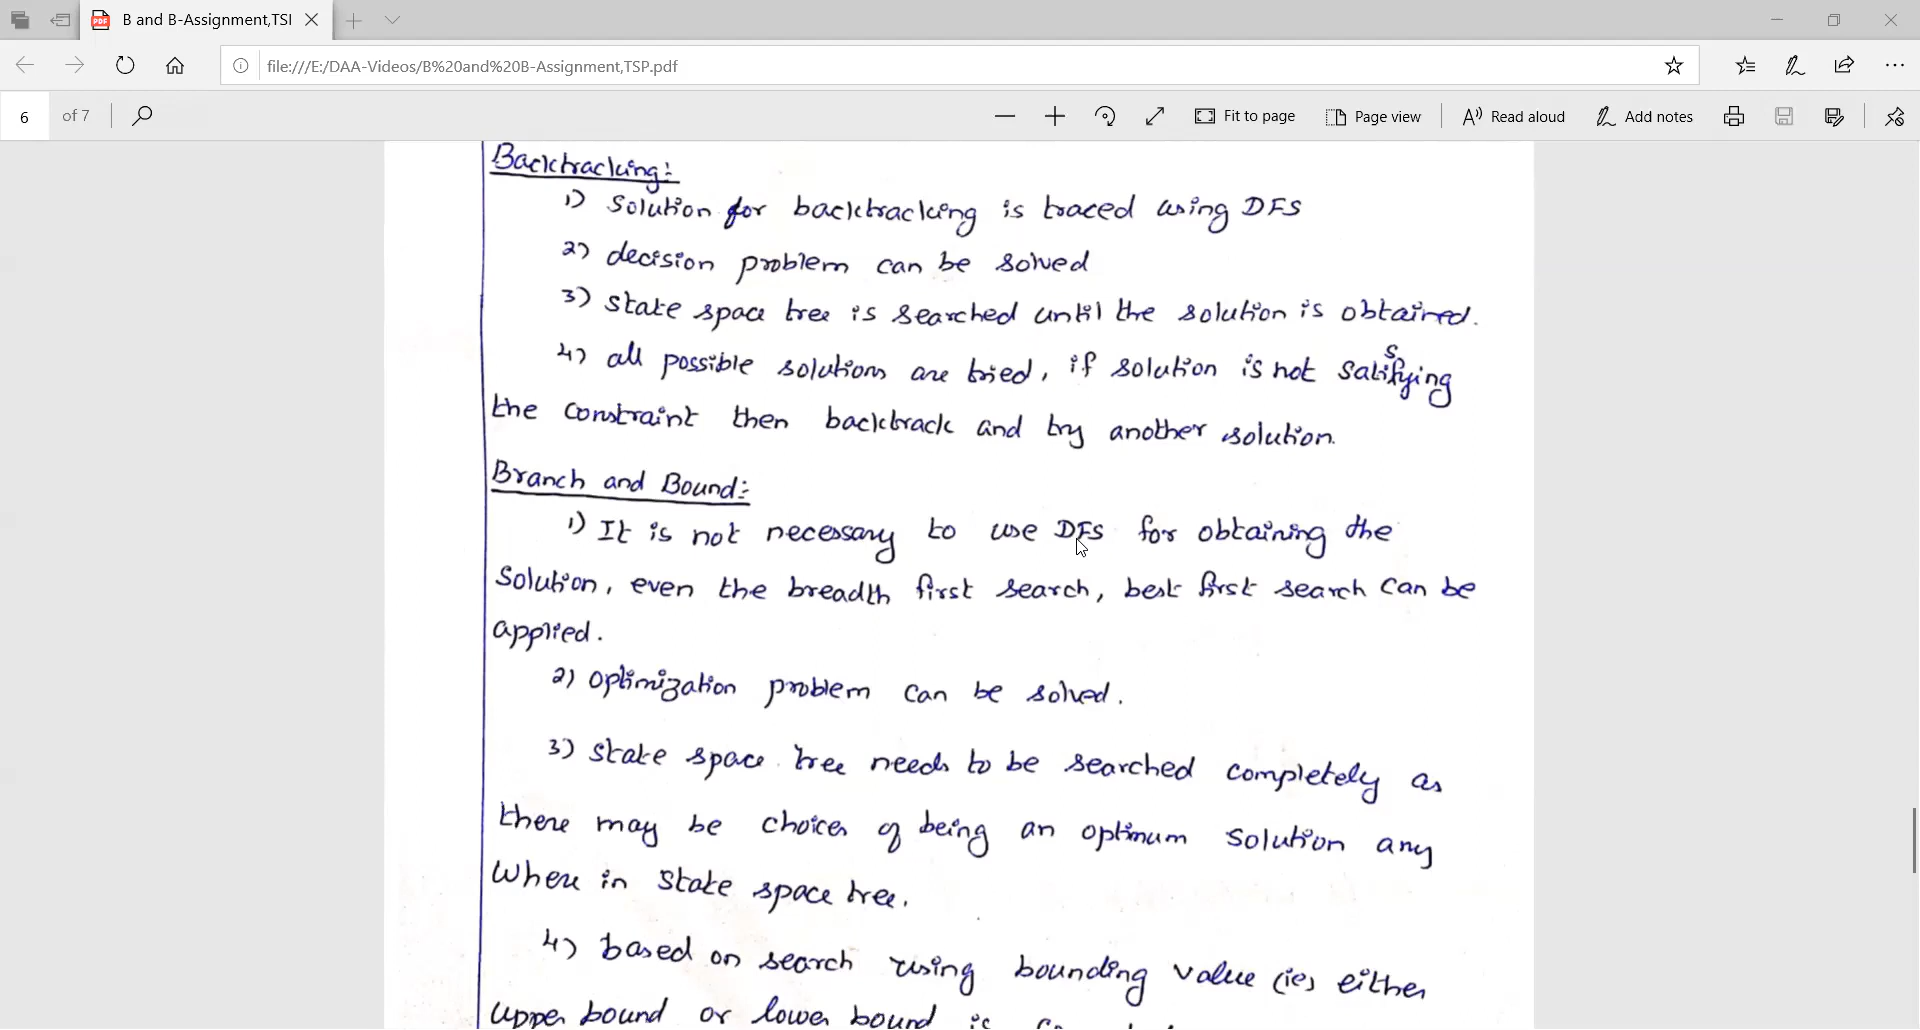 B and B-Assignment,TSI
file:///E:/DAA-Videos/B%20and%20B-Assignment,TSP.pdf
6 of 7 Fit to page Page view Read aloud Add notes
Backtracking:
1) Solution for backtracking is traced using DFS
2) decision problem can be solved
3) state space tree is searched until the solution is obtained.
4) all possible solutions are tried, if solution is not satisfying
the constraint then backtrack and try another solution.
Branch and Bound:
1) It is not necessary to use DFS for obtaining the
Solution, even the breadth first search, best first search can be
applied.
2) optimization problem can be solved.
3) state space tree needs to be searched completely as
there may be choices of being an optimum solution any
where in state space tree.
4) based on search using bounding value (ie) either
upper bound or lower bound is